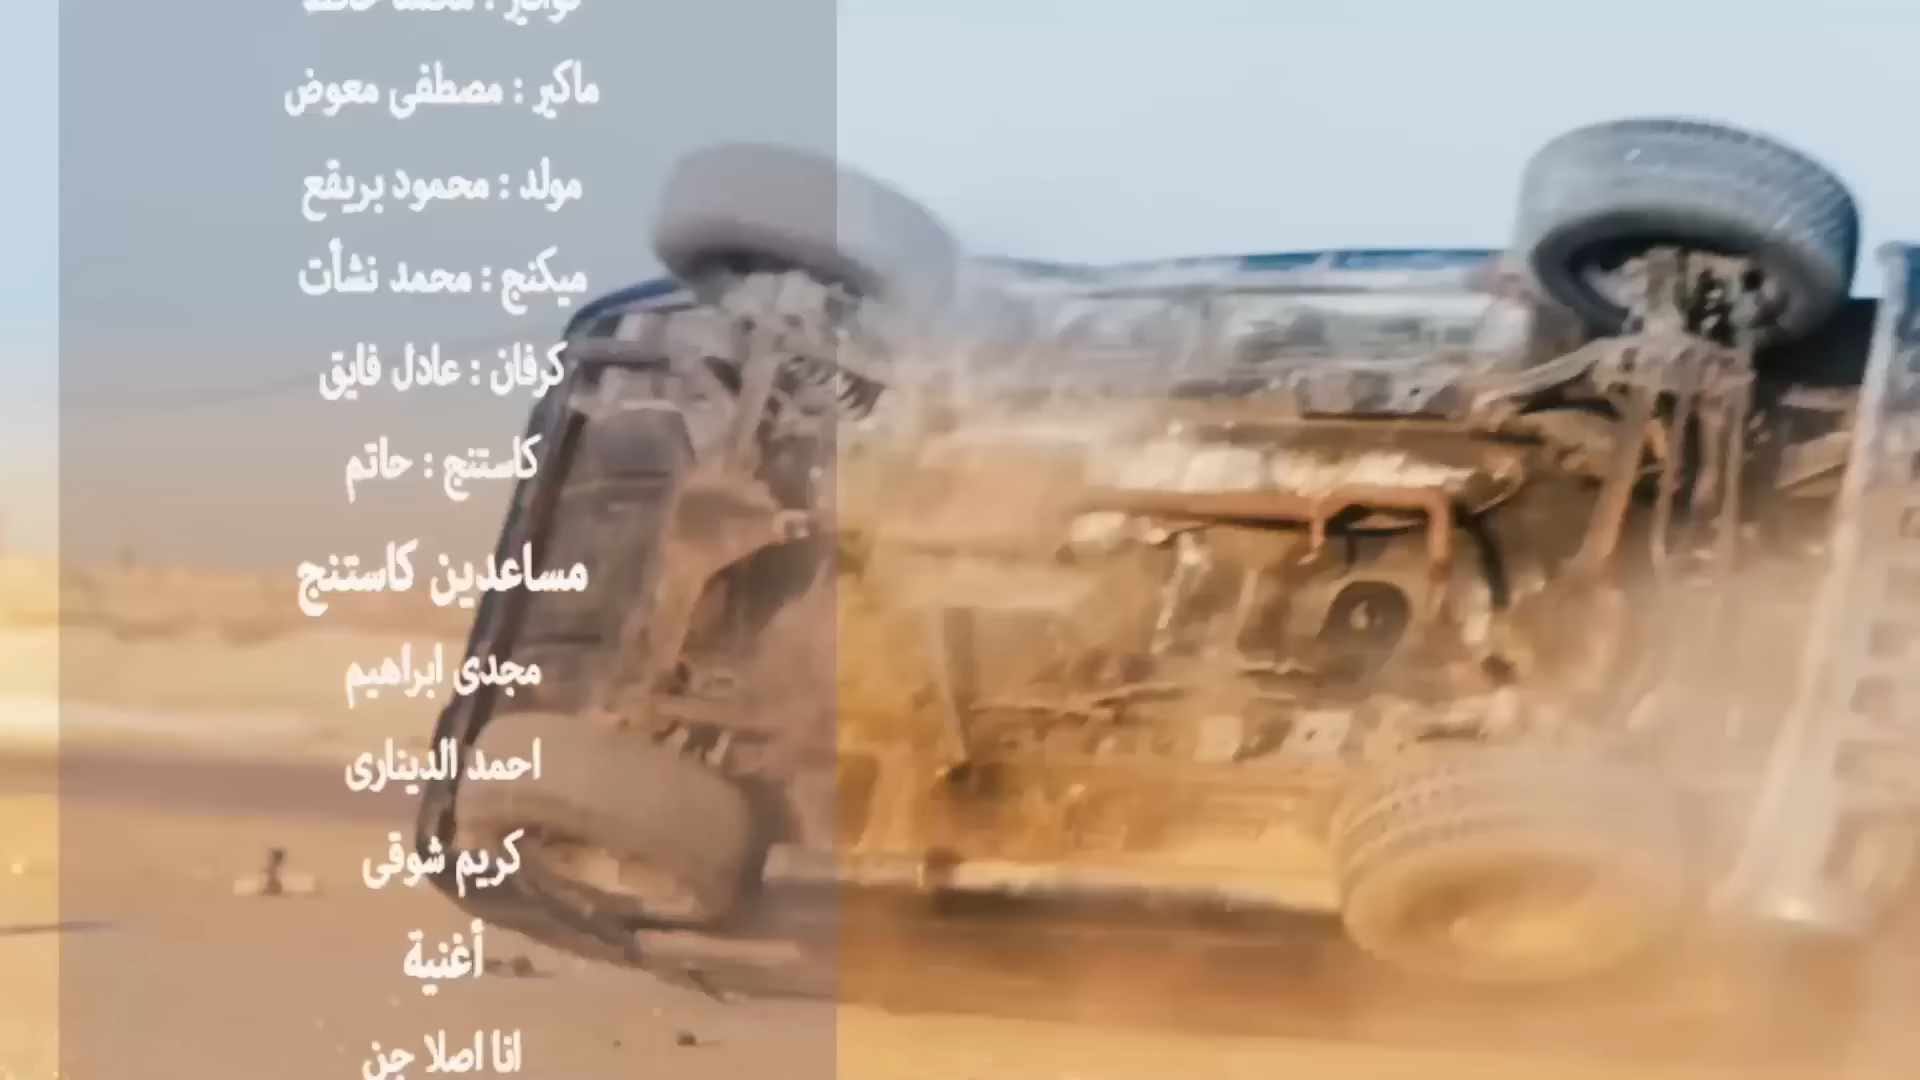 ماكير : مصطفى معوض
مولد : محمود بريقع
ميكنج : محمد نشأت
كرفان : عادل فايق
كاستنج : حاتم
مساعدين كاستنج
مجدى ابراهيم
احمد الدينارى
كريم شوقى
أغنية
انا اصلا جن